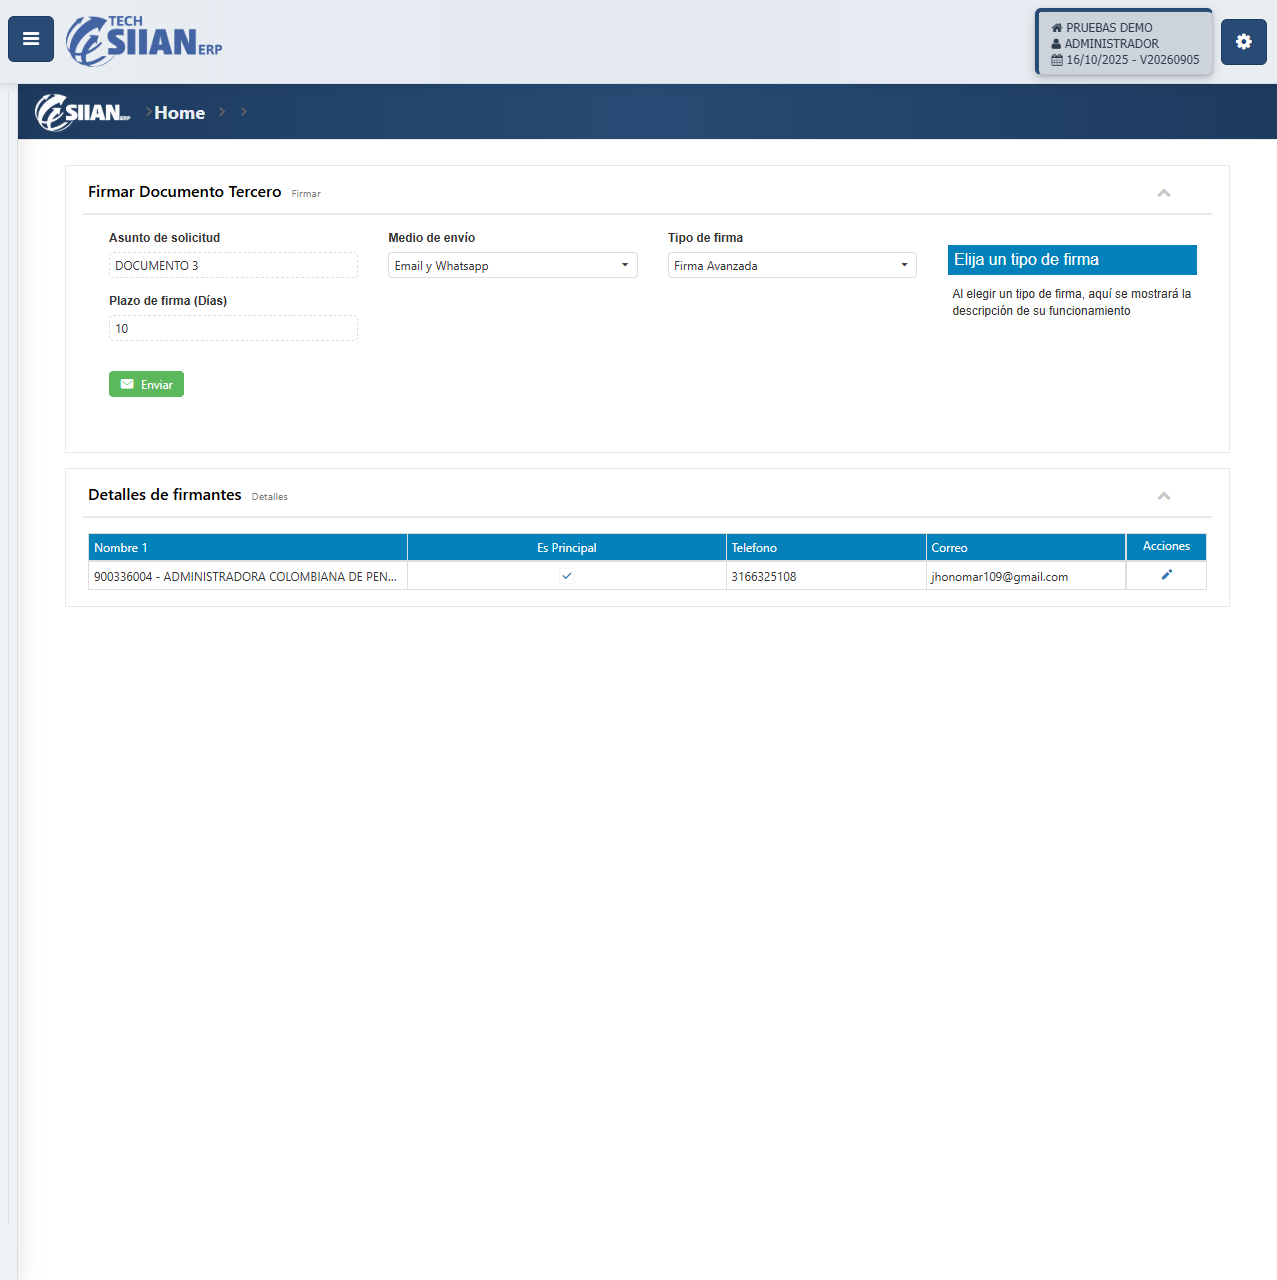 TECH
SIIAN ERP
PRUEBAS DEMO
ADMINISTRADOR
16/10/2025 - V20260905
SIIAN ERP
Home
Firmar Documento Tercero Firmar
Asunto de solicitud
DOCUMENTO 3
Medio de envío
Email y Whatsapp
Tipo de firma
Firma Avanzada
Elija un tipo de firma
Al elegir un tipo de firma, aquí se mostrará la
descripción de su funcionamiento
Plazo de firma (Días)
10
Enviar
Detalles de firmantes Detalles
Nombre 1 Es Principal Telefono Correo Acciones
900336004 - ADMINISTRADORA COLOMBIANA DE PEN... 3166325108 jhonomar109@gmail.com